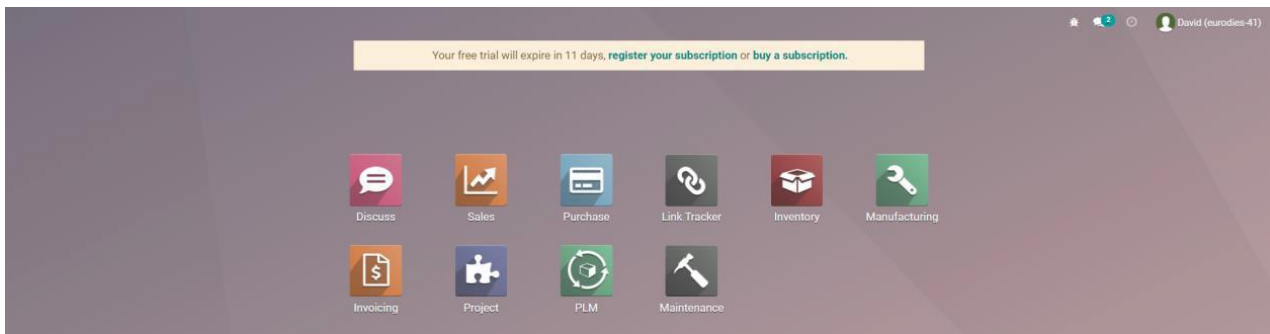 2
David (eurodies-41)
Your free trial will expire in 11 days, register your subscription or buy a subscription.
Discuss
Sales
Purchase
Link Tracker
Inventory
Manufacturing
Invoicing
Project
PLM
Maintenance